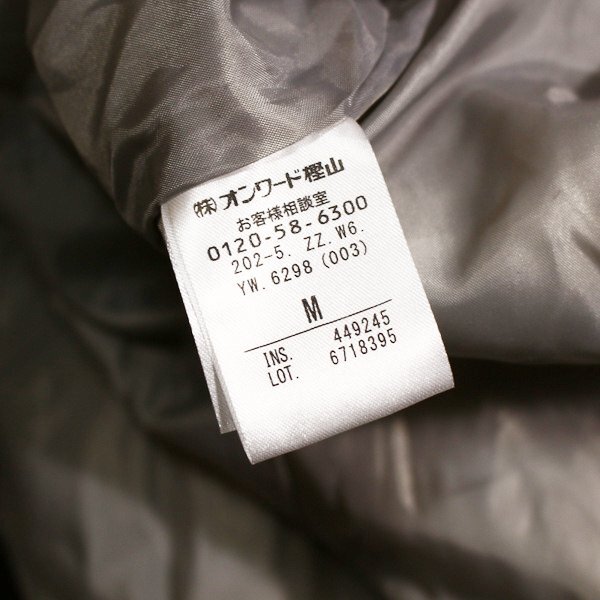 (株)オンワード樫山
お客様相談室
0120-58-6300
202-5. ZZ. W6.
YW. 6298 (003)
M
INS. 449245
LOT. 6718395